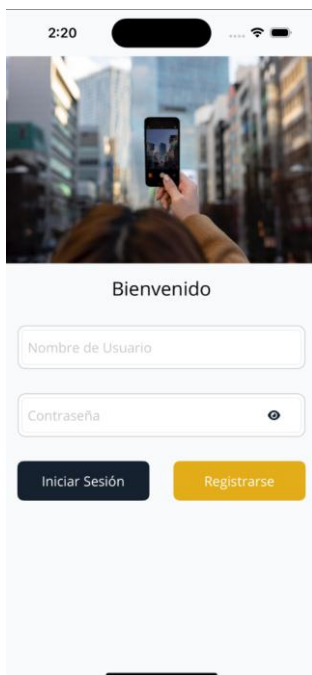 2:20
Bienvenido
Nombre de Usuario
Contraseña
Iniciar Sesión Registrarse